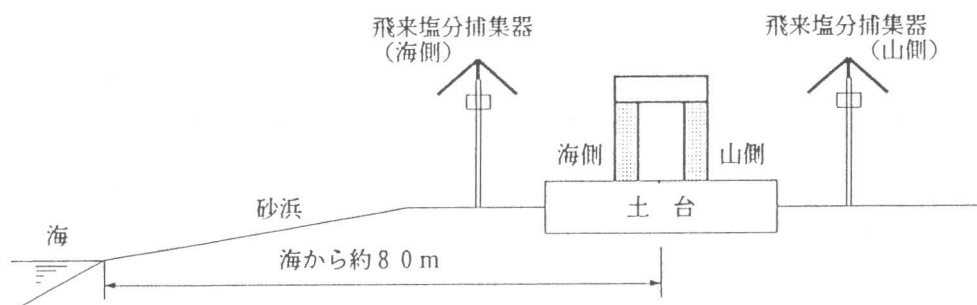 飛来塩分捕集器
(海側)
飛来塩分捕集器
(山側)
海側
山側
土 台
砂浜
海
海から約80m